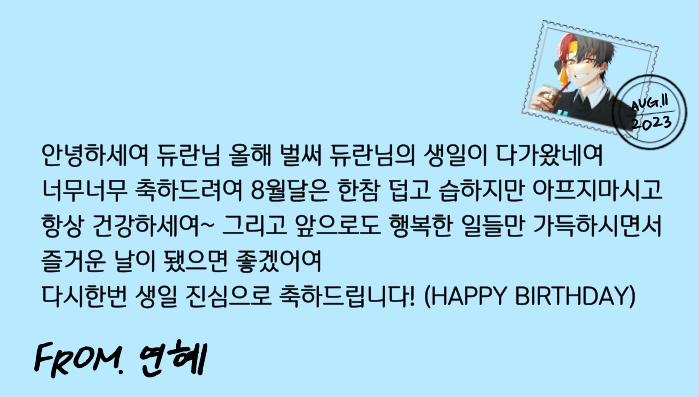 AUG.11
2023
안녕하세여 듀란님 올해 벌써 듀란님의 생일이 다가왔네여
너무너무 축하드려여 8월달은 한참 덥고 습하지만 아프지마시고
항상 건강하세여~ 그리고 앞으로도 행복한 일들만 가득하시면서
즐거운 날이 됐으면 좋겠어여
다시한번 생일 진심으로 축하드립니다! (HAPPY BIRTHDAY)
FROM. 연혜